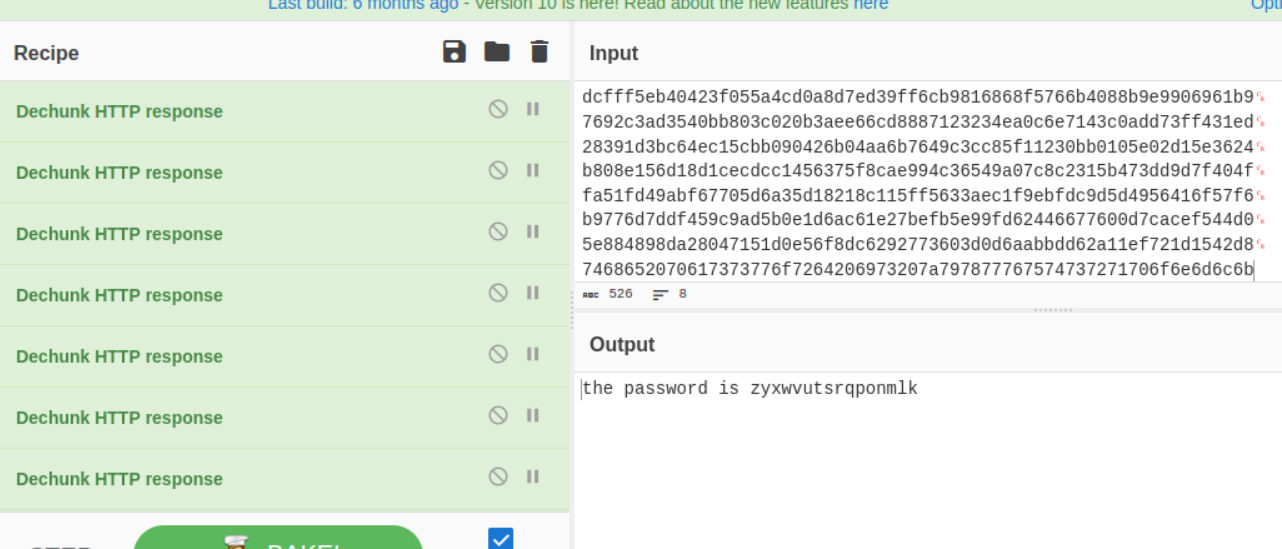 Last build: 6 months ago - Version 10 is here! Read about the new features here
Recipe
Dechunk HTTP response
Dechunk HTTP response
Dechunk HTTP response
Dechunk HTTP response
Dechunk HTTP response
Dechunk HTTP response
Dechunk HTTP response
Input
dcfff5eb40423f055a4cd0a8d7ed39ff6cb9816868f5766b4088b9e9906961b9
7692c3ad3540bb803c020b3aee66cd8887123234ea0c6e7143c0add73ff431ed
28391d3bc64ec15cbb090426b04aa6b7649c3cc85f11230bb0105e02d15e3624
b808e156d18d1cecdcc1456375f8cae994c36549a07c8c2315b473dd9d7f404f
fa51fd49abf67705d6a35d18218c115ff5633aec1f9ebfdc9d5d4956416f57f6
b9776d7ddf459c9ad5b0e1d6ac61e27befb5e99fd62446677600d7cacef544d0
5e884898da28047151d0e56f8dc6292773603d0d6aabbdd62a11ef721d1542d8
7468652070617373776f7264206973207a797877767574737271706f6e6d6c6b
ABC 526 8
Output
the password is zyxwvutsrqponmlk